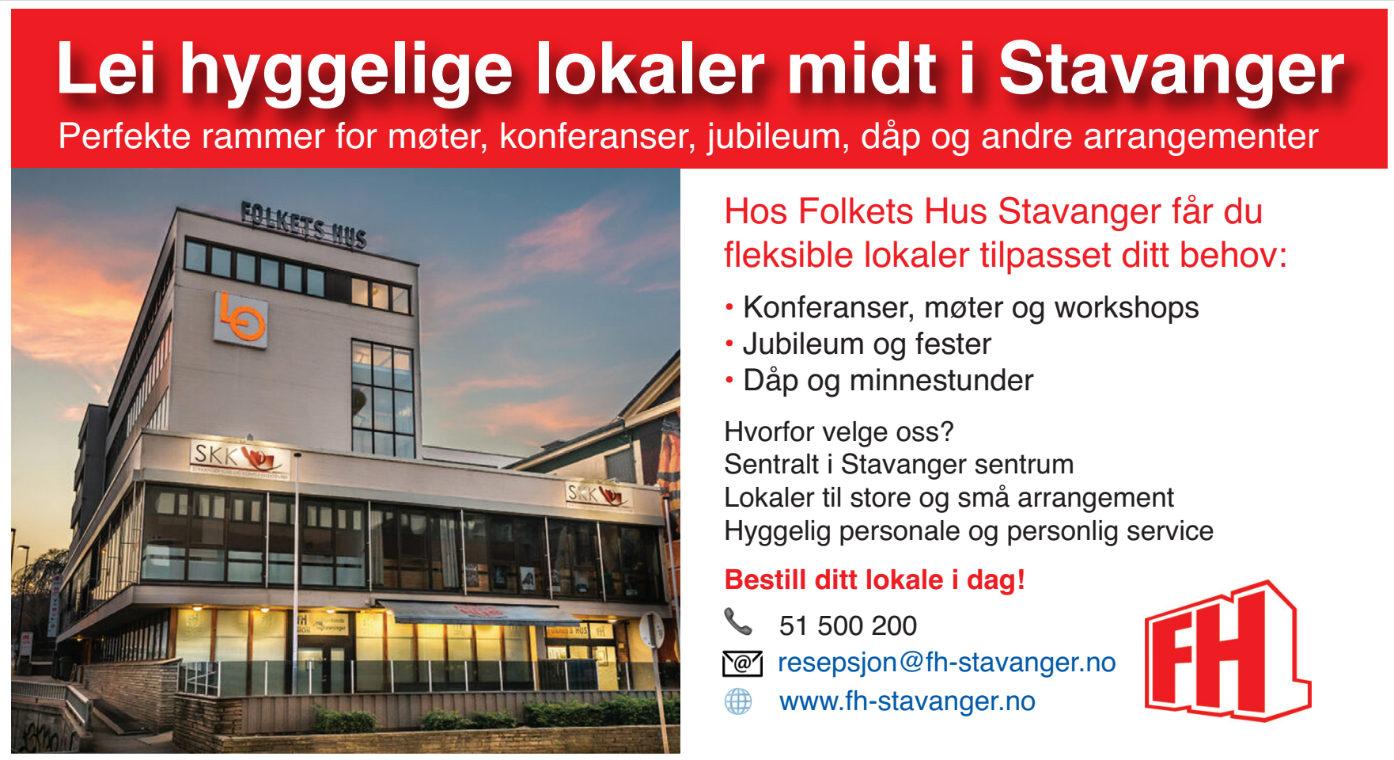 Lei hyggelige lokaler midt i Stavanger
Perfekte rammer for møter, konferanser, jubileum, dåp og andre arrangementer
FOLKETS HUS
LO
SKK
SKK
FOLKETS HUS
Hos Folkets Hus Stavanger får du
fleksible lokaler tilpasset ditt behov:
• Konferanser, møter og workshops
• Jubileum og fester
• Dåp og minnestunder
Hvorfor velge oss?
Sentralt i Stavanger sentrum
Lokaler til store og små arrangement
Hyggelig personale og personlig service
Bestill ditt lokale i dag!
51 500 200
resepsjon@fh-stavanger.no
www.fh-stavanger.no
FH